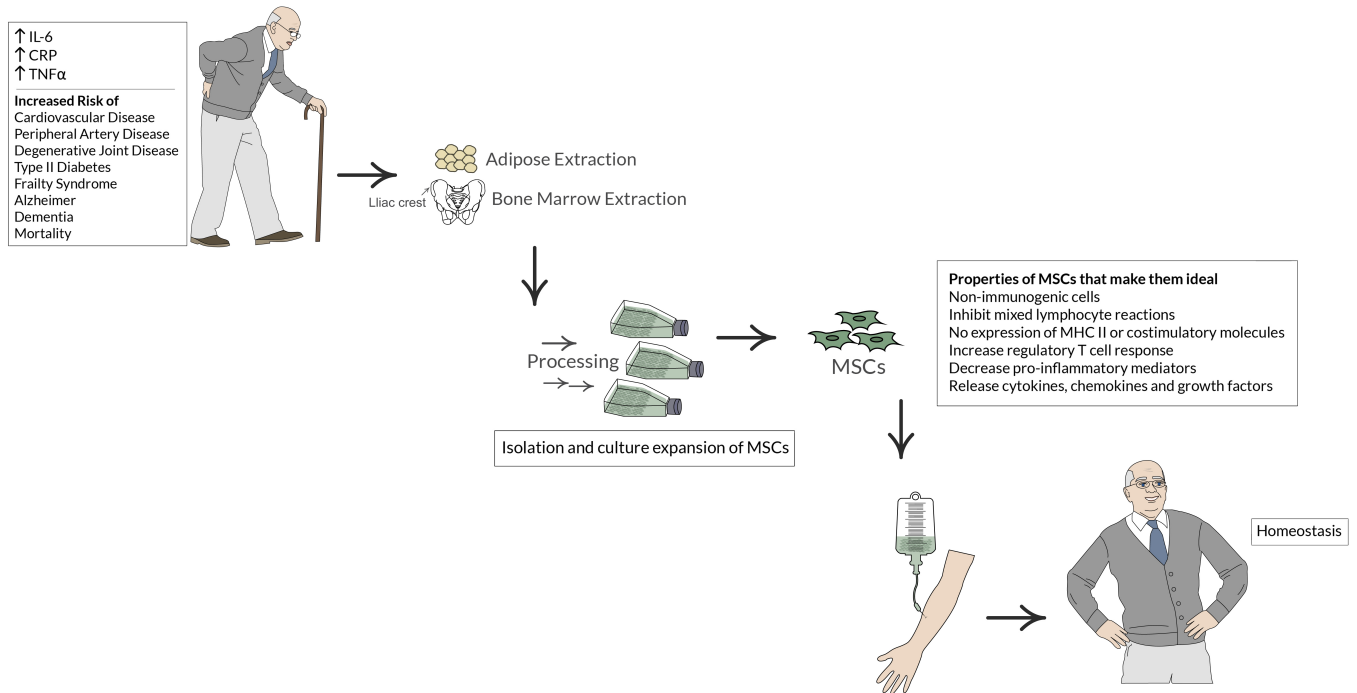 ↑ IL-6
↑ CRP
↑ TNFα
Increased Risk of
Cardiovascular Disease
Peripheral Artery Disease
Degenerative Joint Disease
Type II Diabetes
Frailty Syndrome
Alzheimer
Dementia
Mortality
Adipose Extraction
Lliac crest
Bone Marrow Extraction
Processing
Isolation and culture expansion of MSCs
MSCs
Properties of MSCs that make them ideal
Non-immunogenic cells
Inhibit mixed lymphocyte reactions
No expression of MHC II or costimulatory molecules
Increase regulatory T cell response
Decrease pro-inflammatory mediators
Release cytokines, chemokines and growth factors
Homeostasis